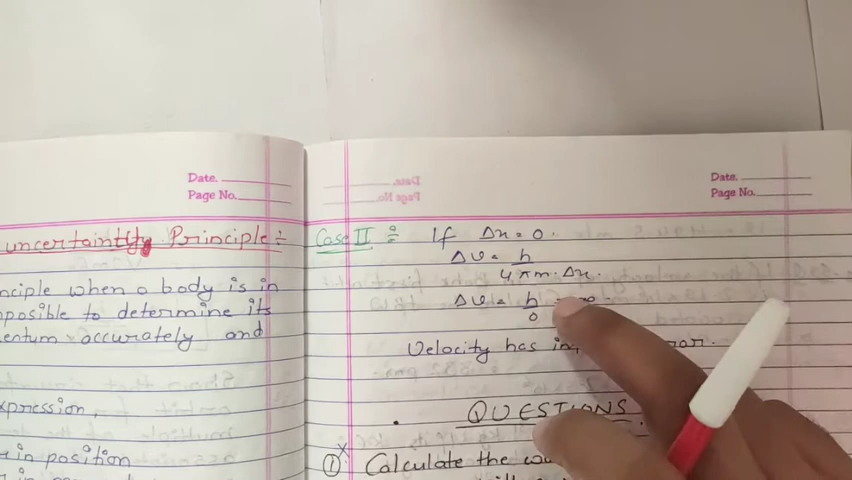 Date.
Page No.
uncertainty Principle ÷
nciple when a body is in
possible to determine its
entum accurately and
xpression,
in position
Date.
Page No.
Case II ÷ If Δx = 0.
Δv = h
4πm.Δx.
Δv = h = ∞.
0
Velocity has
QUESTIONS
① Calculate the